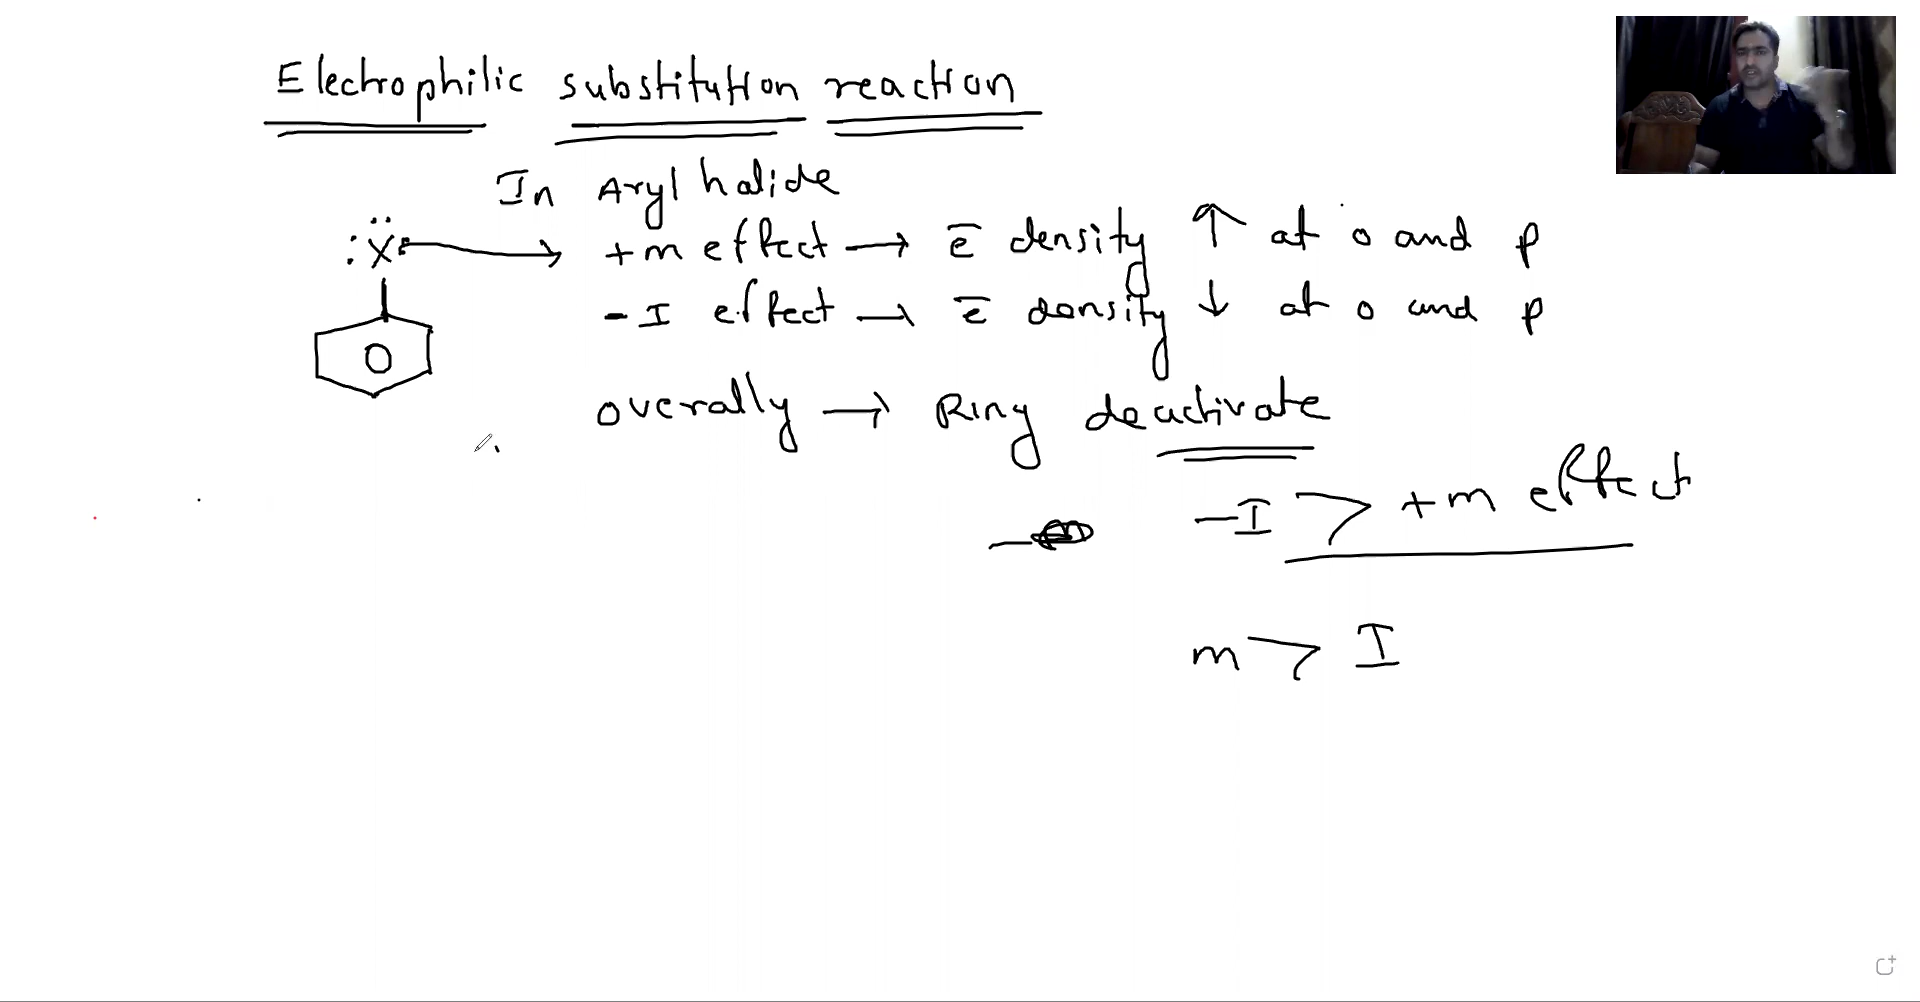 Electrophilic substitution reaction
In Aryl halide
:Ẍ:
+m effect → ē density ↑ at o and p
-I effect → ē density ↓ at o and p
overally → Ring deactivate
-I > +m effect
m > I